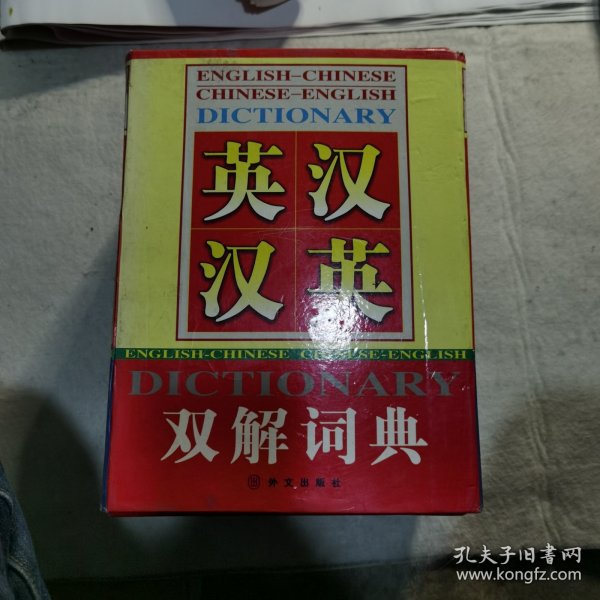 ENGLISH-CHINESE
CHINESE-ENGLISH
DICTIONARY
英汉
汉英
ENGLISH-CHINESE CHINESE-ENGLISH
DICTIONARY
双解词典
外文出版社
孔夫子旧书网
www.kongfz.com